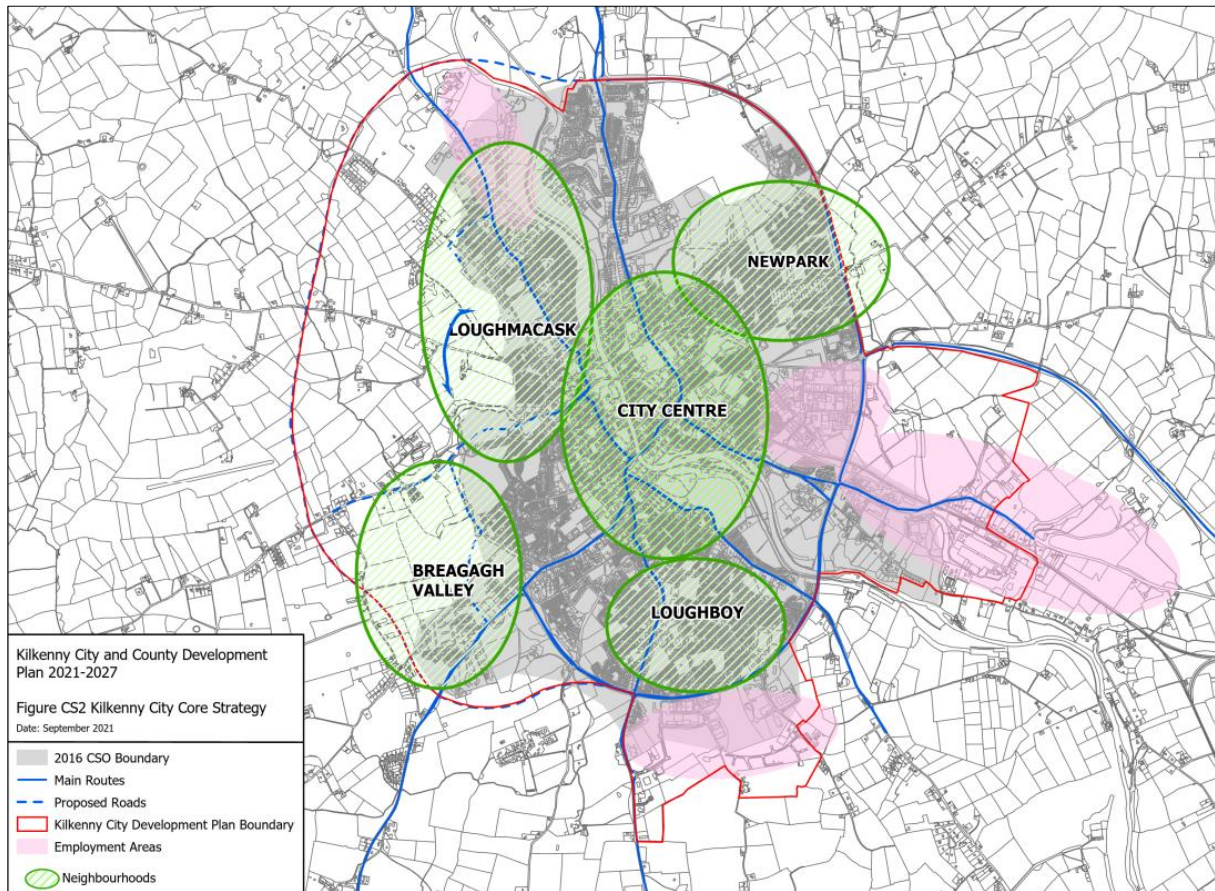 NEWPARK
LOUGHMACASK
CITY CENTRE
BREAGAGH
VALLEY
LOUGHBOY
Kilkenny City and County Development
Plan 2021-2027
Figure CS2 Kilkenny City Core Strategy
Date: September 2021
2016 CSO Boundary
Main Routes
Proposed Roads
Kilkenny City Development Plan Boundary
Employment Areas
Neighbourhoods